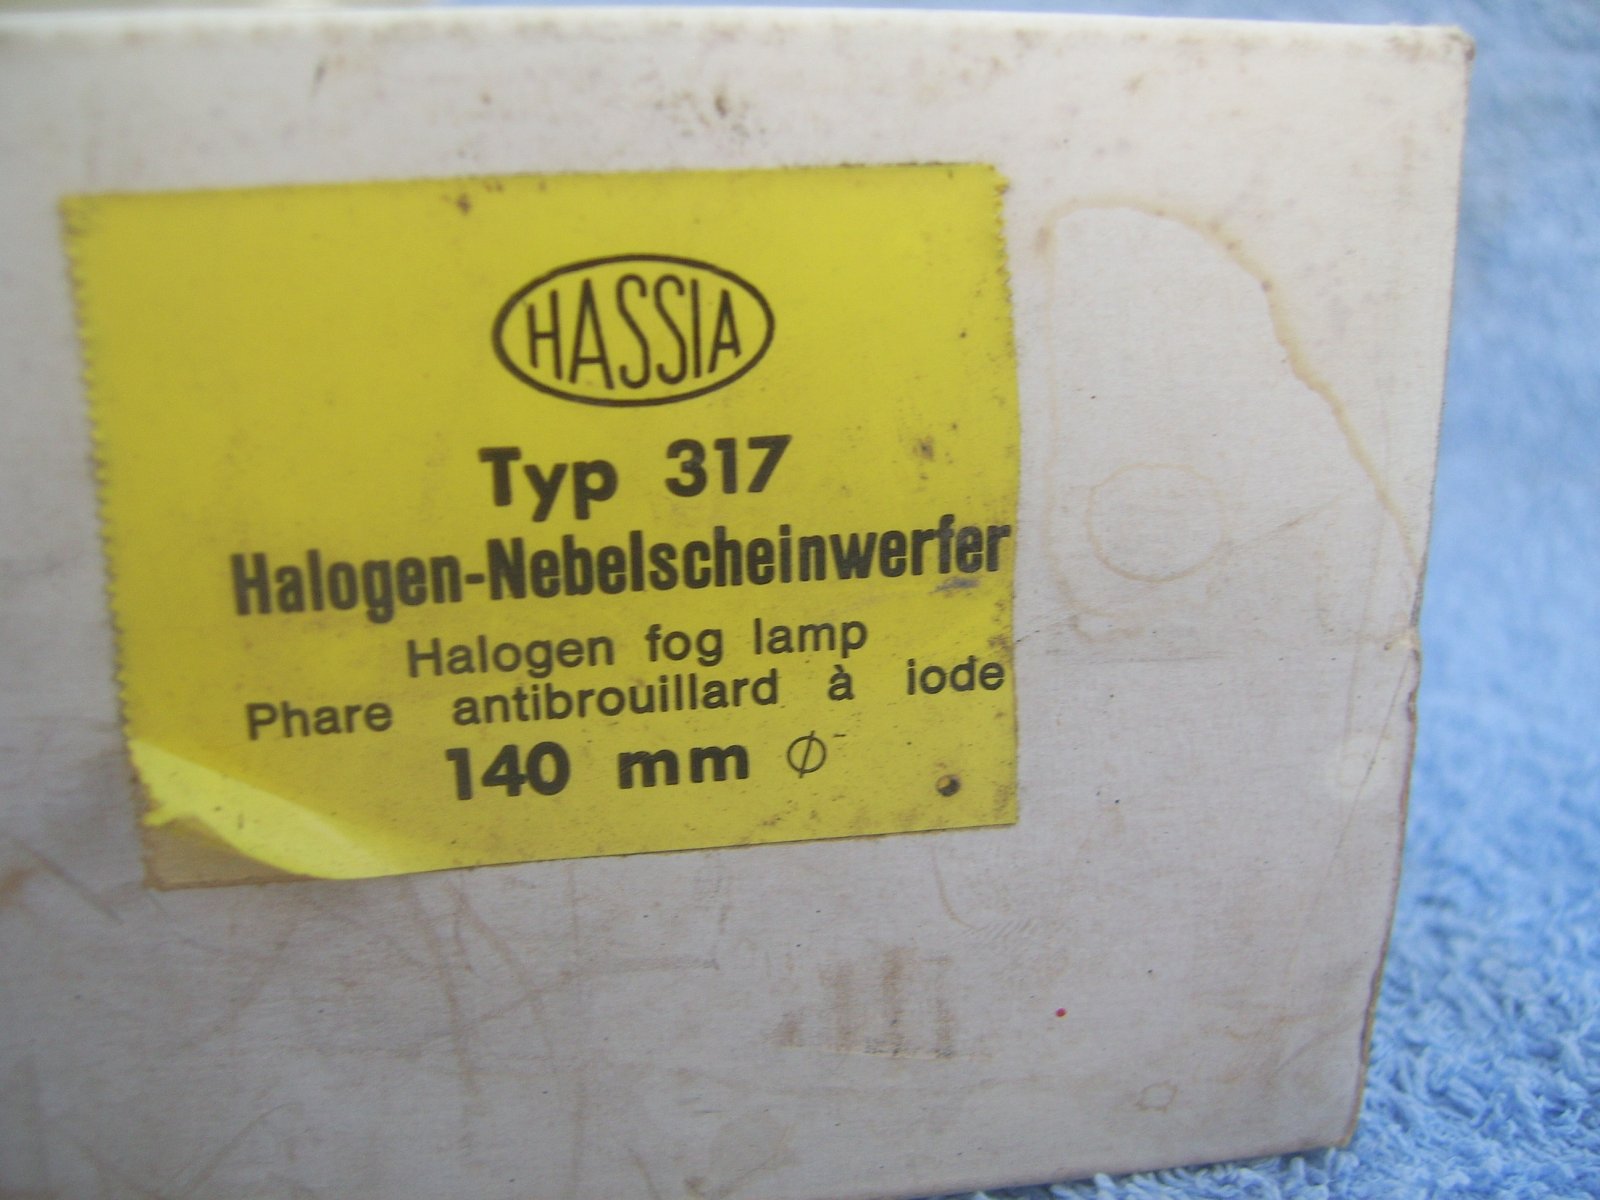 HASSIA
Typ 317
Halogen-Nebelscheinwerfer
Halogen fog lamp
Phare antibrouillard à iode
140 mm ∅